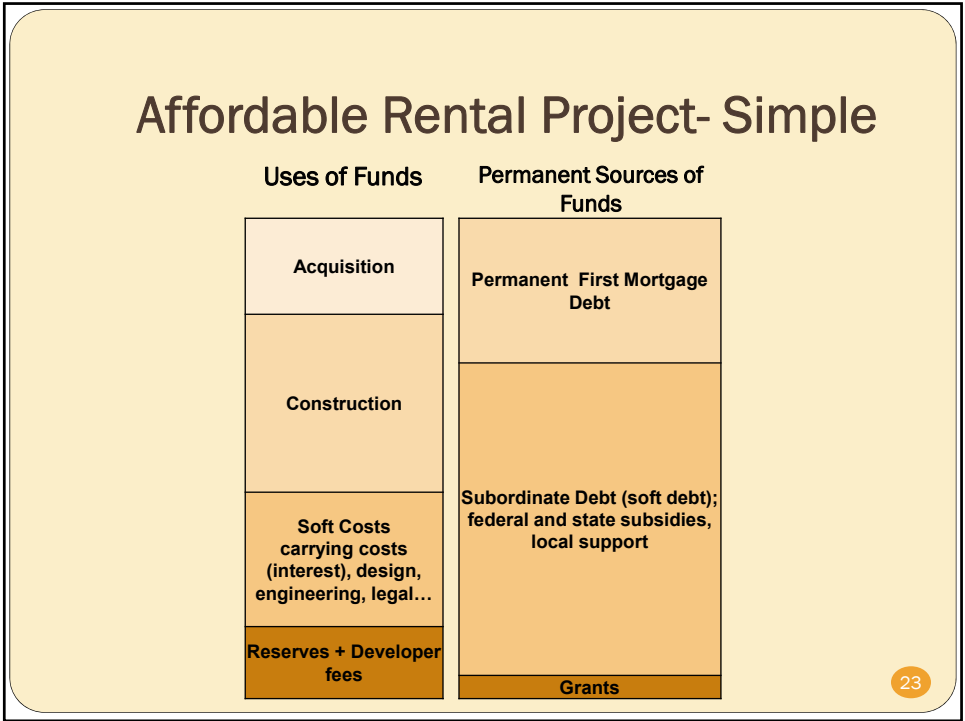 Affordable Rental Project- Simple
Uses of Funds
Permanent Sources of
Funds
Acquisition
Construction
Soft Costs
carrying costs
(interest), design,
engineering, legal…
Reserves + Developer
fees
Permanent First Mortgage
Debt
Subordinate Debt (soft debt);
federal and state subsidies,
local support
Grants
23